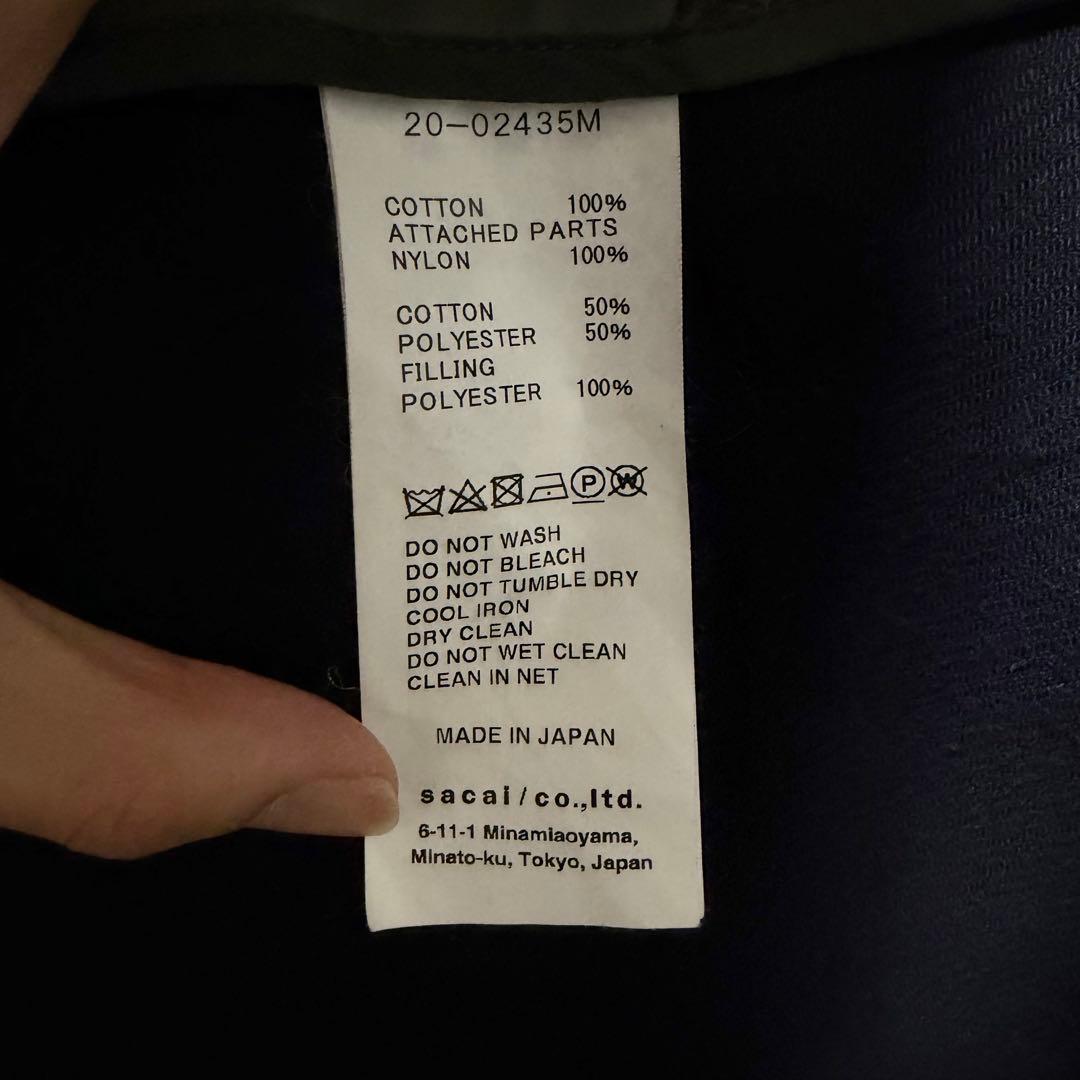 20-02435M
COTTON 100%
ATTACHED PARTS
NYLON 100%
COTTON 50%
POLYESTER 50%
FILLING
POLYESTER 100%
P W
DO NOT WASH
DO NOT BLEACH
DO NOT TUMBLE DRY
COOL IRON
DRY CLEAN
DO NOT WET CLEAN
CLEAN IN NET
MADE IN JAPAN
sacai/co.,ltd.
6-11-1 Minamiaoyama,
Minato-ku, Tokyo, Japan